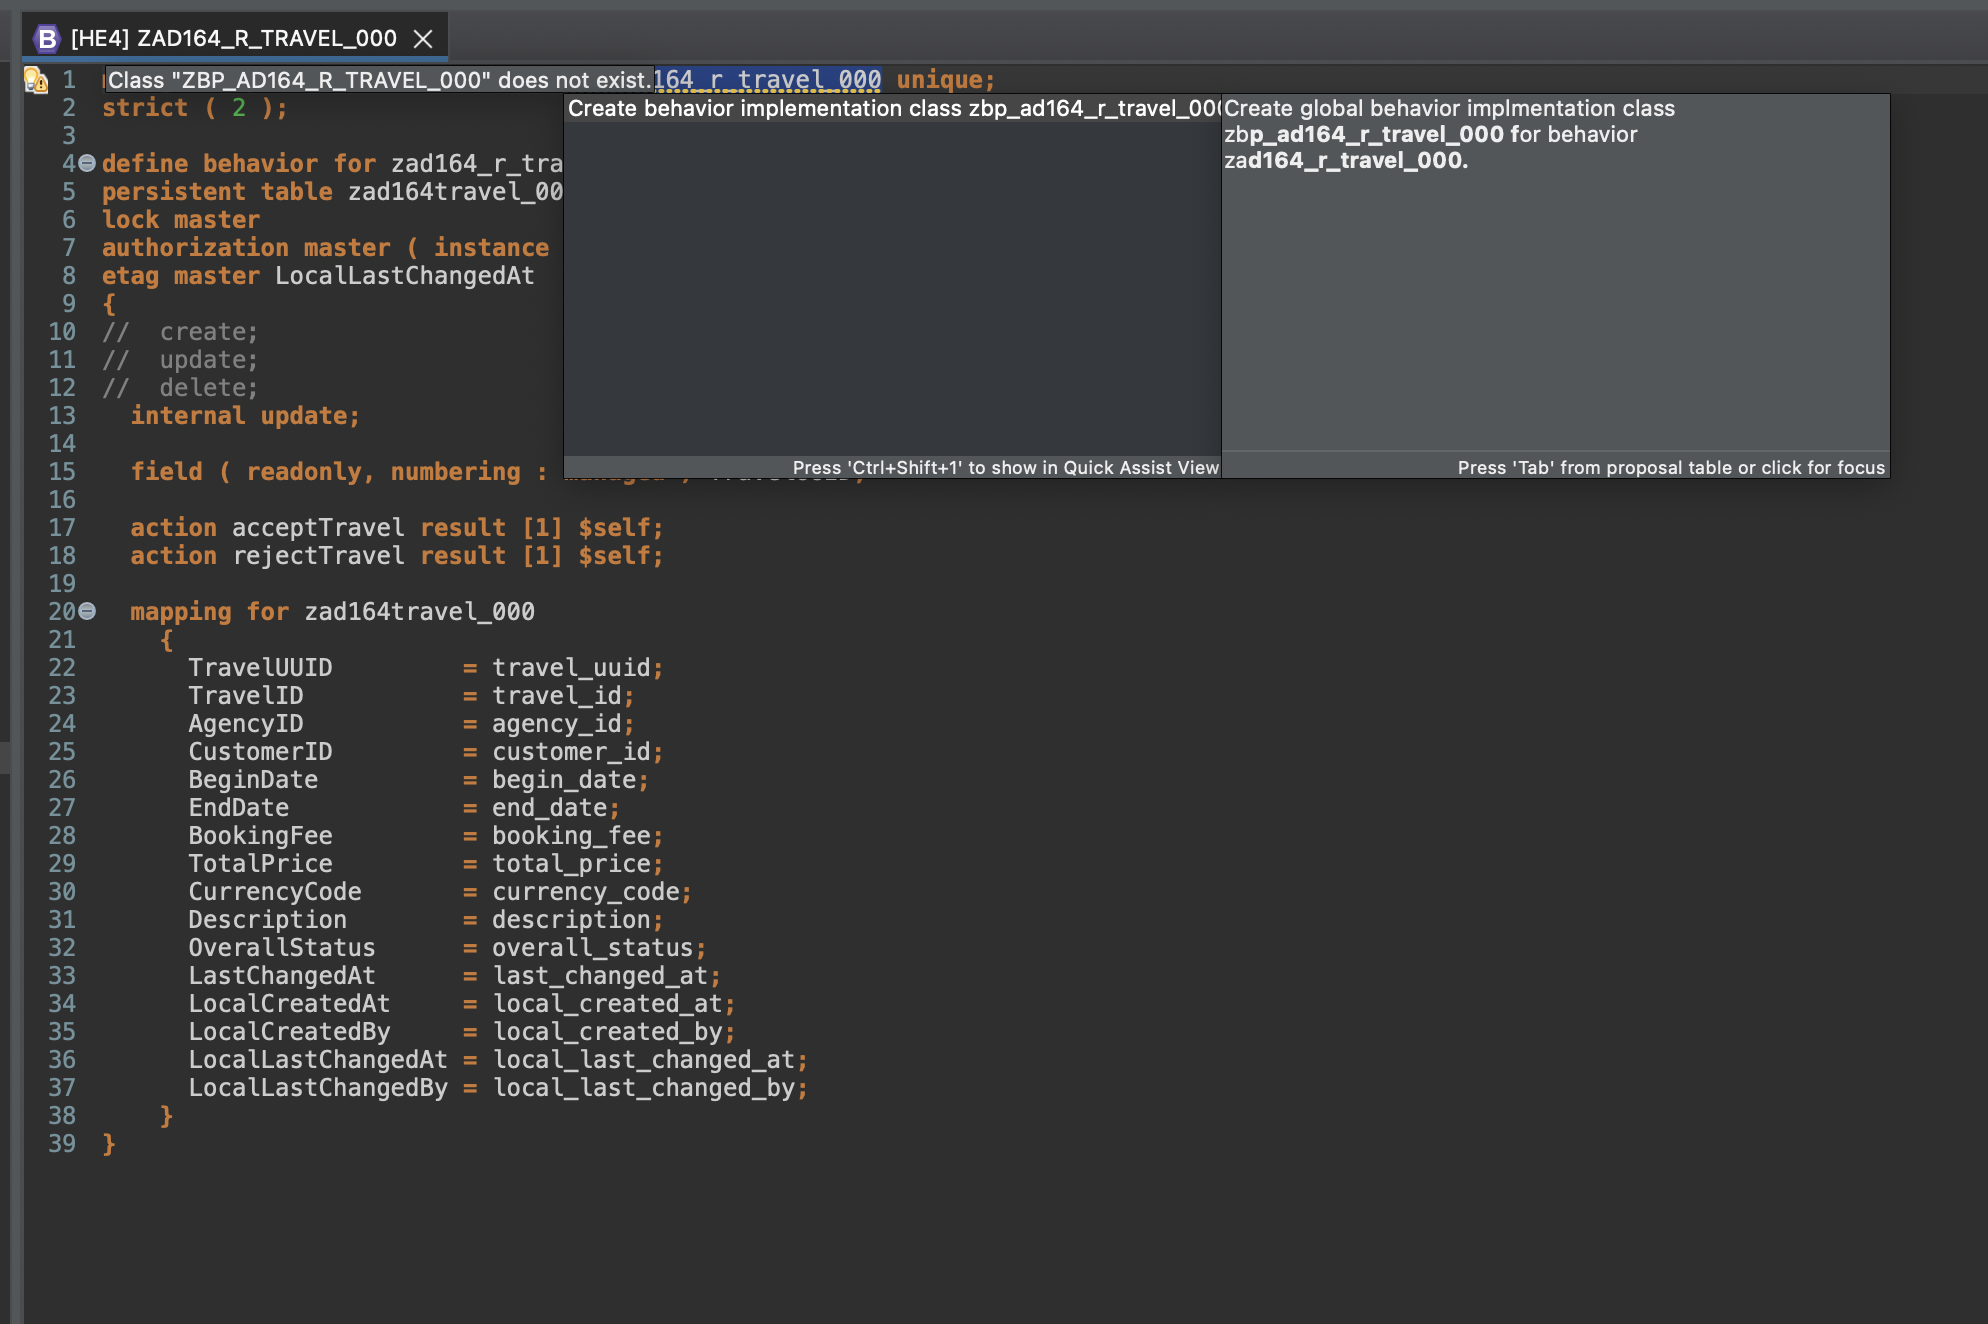 B [HE4] ZAD164_R_TRAVEL_000
1 Class "ZBP_AD164_R_TRAVEL_000" does not exist. 164_r_travel_000 unique;
2 strict ( 2 );
Create behavior implementation class zbp_ad164_r_travel_00
Create global behavior implmentation class
zbp_ad164_r_travel_000 for behavior
zad164_r_travel_000.
3
4 define behavior for zad164_r_tra
5 persistent table zad164travel_00
6 lock master
7 authorization master ( instance
8 etag master LocalLastChangedAt
9 {
10 //  create;
11 //  update;
12 //  delete;
13 internal update;
14
Press 'Ctrl+Shift+1' to show in Quick Assist View
Press 'Tab' from proposal table or click for focus
15 field ( readonly, numbering :
16
17 action acceptTravel result [1] $self;
18 action rejectTravel result [1] $self;
19
20 mapping for zad164travel_000
21 {
22 TravelUUID = travel_uuid;
23 TravelID = travel_id;
24 AgencyID = agency_id;
25 CustomerID = customer_id;
26 BeginDate = begin_date;
27 EndDate = end_date;
28 BookingFee = booking_fee;
29 TotalPrice = total_price;
30 CurrencyCode = currency_code;
31 Description = description;
32 OverallStatus = overall_status;
33 LastChangedAt = last_changed_at;
34 LocalCreatedAt = local_created_at;
35 LocalCreatedBy = local_created_by;
36 LocalLastChangedAt = local_last_changed_at;
37 LocalLastChangedBy = local_last_changed_by;
38 }
39 }